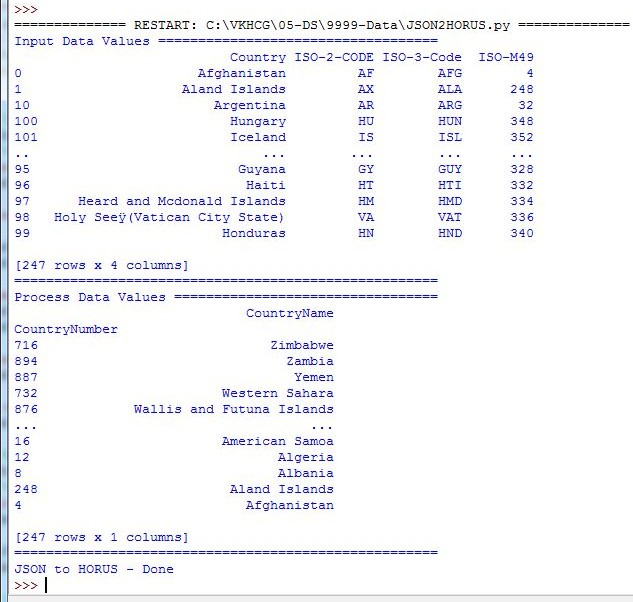 >>>
============== RESTART: C:\VKHCG\05-DS\9999-Data\JSON2HORUS.py ==============
Input Data Values ===================================
Country ISO-2-CODE ISO-3-Code ISO-M49
0 Afghanistan AF AFG 4
1 Aland Islands AX ALA 248
10 Argentina AR ARG 32
100 Hungary HU HUN 348
101 Iceland IS ISL 352
.. ... ... ... ...
95 Guyana GY GUY 328
96 Haiti HT HTI 332
97 Heard and Mcdonald Islands HM HMD 334
98 Holy Seeÿ(Vatican City State) VA VAT 336
99 Honduras HN HND 340
[247 rows x 4 columns]
=====================================================
Process Data Values =================================
CountryName
CountryNumber
716 Zimbabwe
894 Zambia
887 Yemen
732 Western Sahara
876 Wallis and Futuna Islands
... ...
16 American Samoa
12 Algeria
8 Albania
248 Aland Islands
4 Afghanistan
[247 rows x 1 columns]
=====================================================
JSON to HORUS - Done
>>>